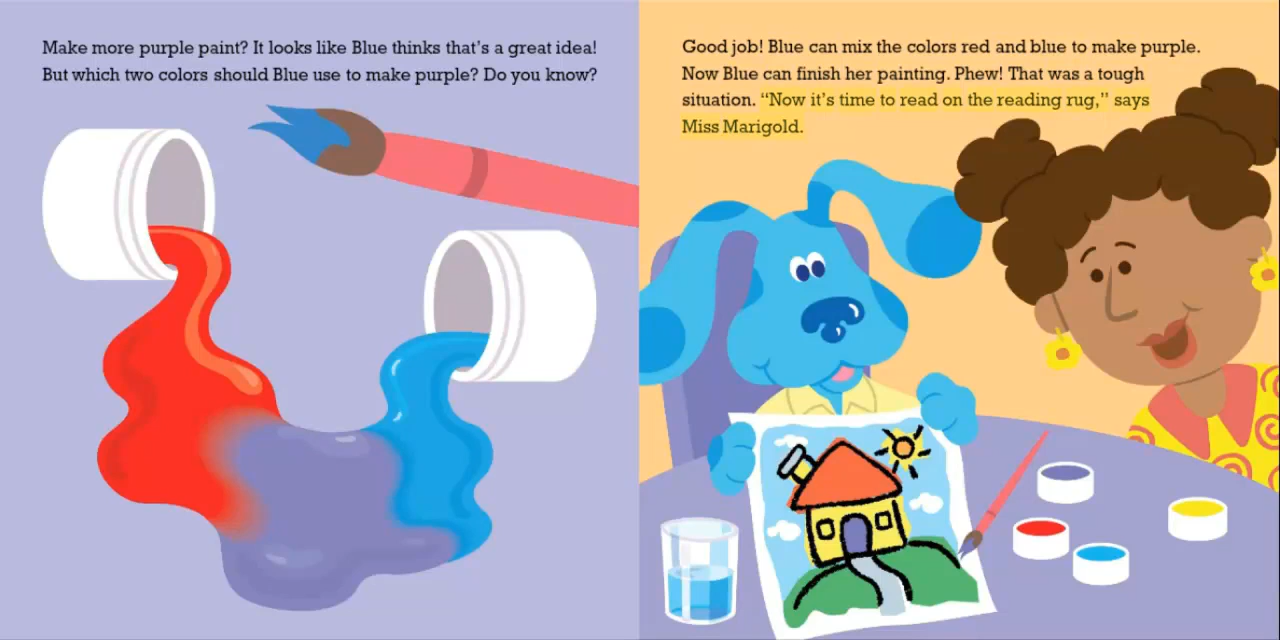 Make more purple paint? It looks like Blue thinks that's a great idea!
But which two colors should Blue use to make purple? Do you know?
Good job! Blue can mix the colors red and blue to make purple.
Now Blue can finish her painting. Phew! That was a tough
situation. “Now it's time to read on the reading rug,” says
Miss Marigold.